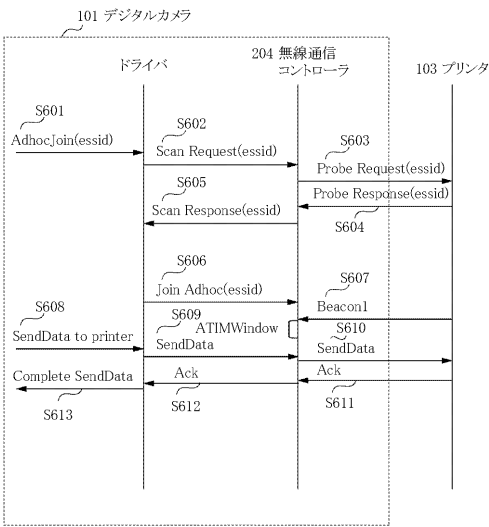 101 デジタルカメラ
ドライバ
204 無線通信
コントローラ
103 プリンタ
S601
AdhocJoin(essid)
S602
Scan Request(essid)
S603
Probe Request(essid)
S605
Probe Response(essid)
Scan Response(essid)
S604
S606
Join Adhoc(essid)
S607
Beacon1
S608
S609
ATIMWindow
S610
SendData to printer
SendData
SendData
Complete SendData
Ack
Ack
S613
S612
S611